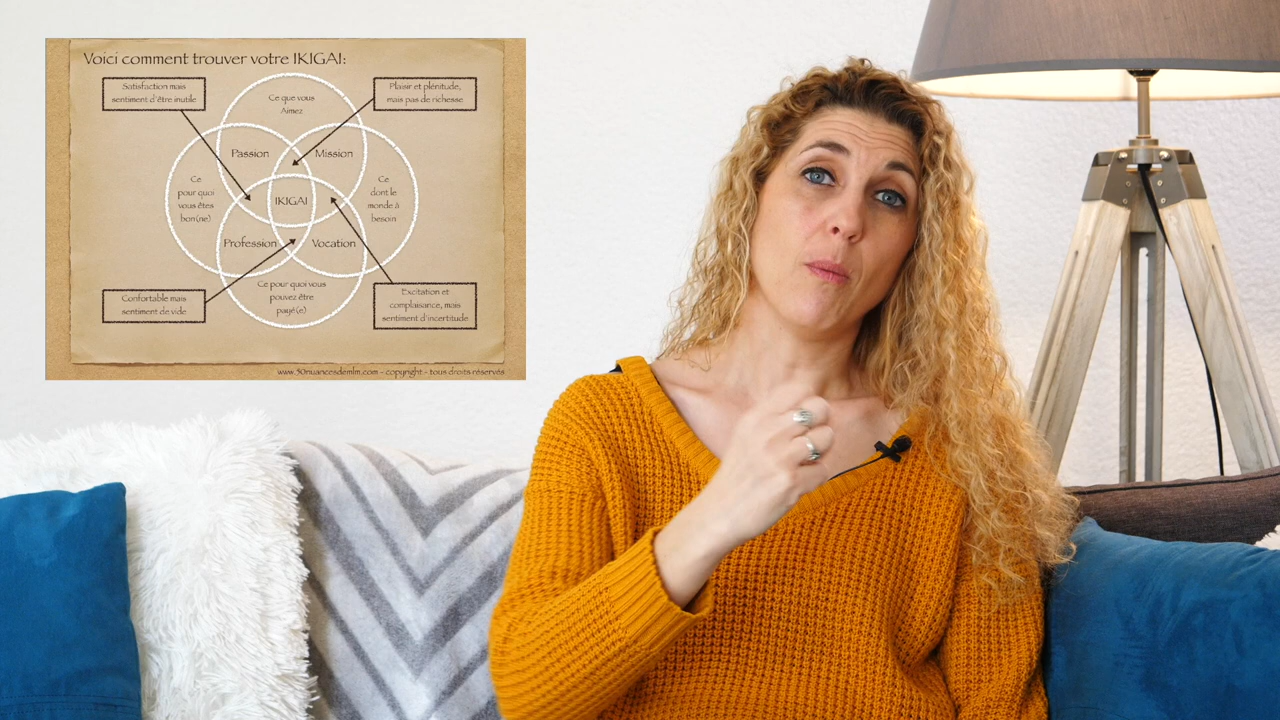 Voici comment trouver votre IKIGAI:
Satisfaction mais
sentiment d'être inutile
Plaisir et plénitude,
mais pas de richesse
Ce que vous
Aimez
Passion
Mission
Ce
pour quoi
vous êtes
bon(ne)
IKIGAI
Ce
dont le
monde à
besoin
Profession
Vocation
Ce pour quoi vous
pouvez être
payé(e)
Confortable mais
sentiment de vide
Excitation et
complaisance, mais
sentiment d'incertitude
www.50nuancesdemlm.com - copyright - tous droits réservés